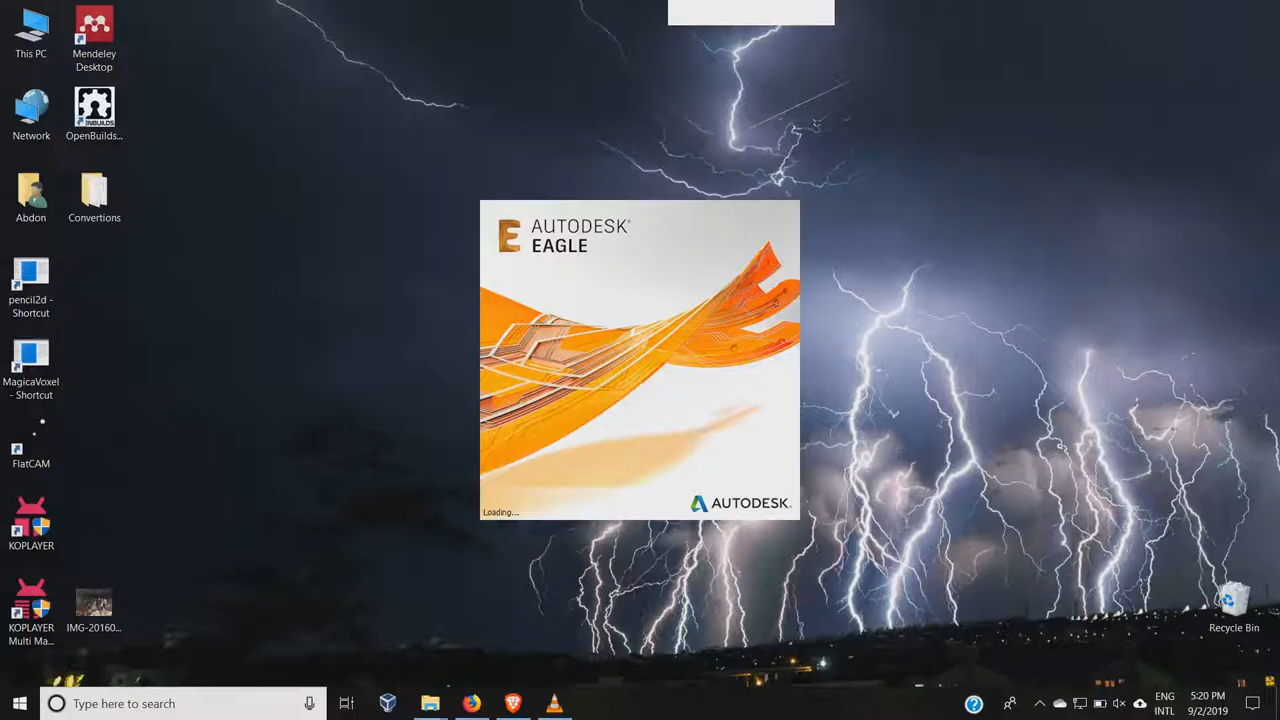 This PC
Mendeley
Desktop
Network
OpenBuilds...
ENBUILDS
Abdon
Convertions
pencil2d -
Shortcut
MagicaVoxel
- Shortcut
FlatCAM
KOPLAYER
KOPLAYER
Multi Ma...
IMG-20160...
E AUTODESK®
EAGLE
Loading...
AUTODESK®
Recycle Bin
Type here to search
ENG
INTL
5:20 PM
9/2/2019